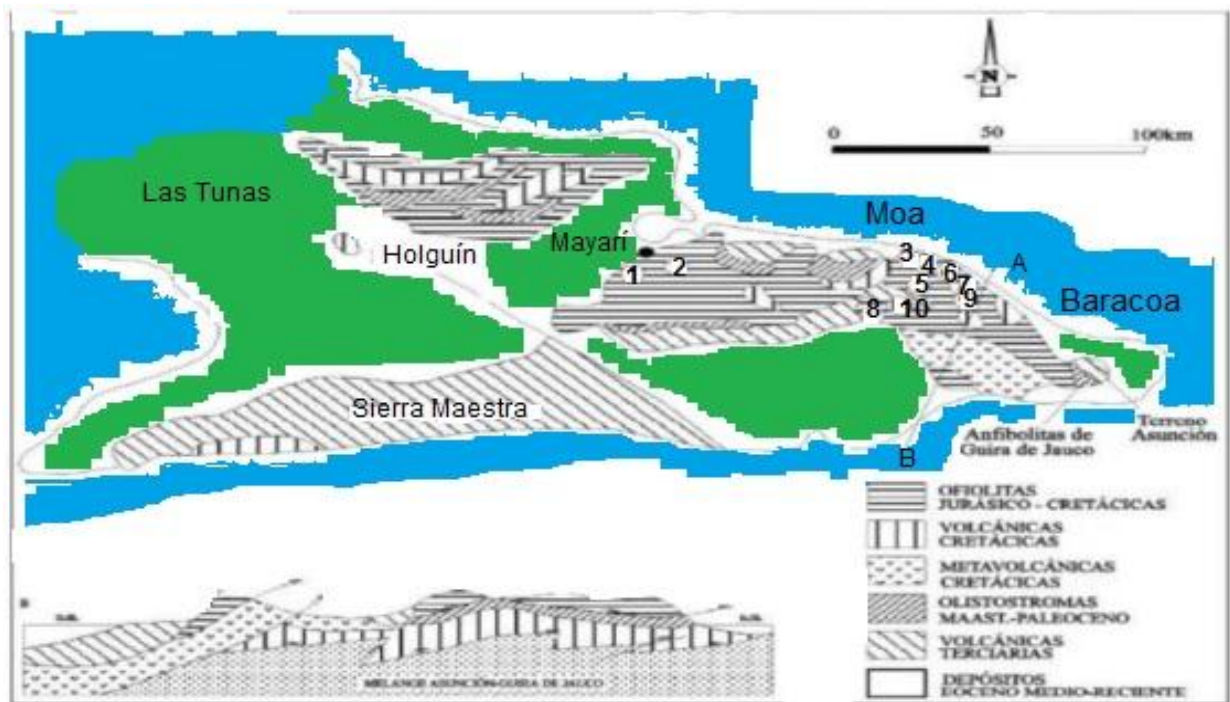 N
0 50 100km
Las Tunas
Moa
Holguín
Mayarí
1 2 3 4 5 6 7 8 9 10
A
Baracoa
Sierra Maestra
B
Anfibolitas de
Guira de Jauco
Terreno
Asunción
OFIOLITAS
JURÁSICO - CRETÁCICAS
VOLCÁNICAS
CRETÁCICAS
METAVOLCÁNICAS
CRETÁCICAS
OLISTOSTROMAS
MAAST.-PALEOCENO
VOLCÁNICAS
TERCIARIAS
DEPÓSITOS
EOCENO MEDIO-RECIENTE
MELANGE ASUNCIÓN-GUIRA DE JAUCO